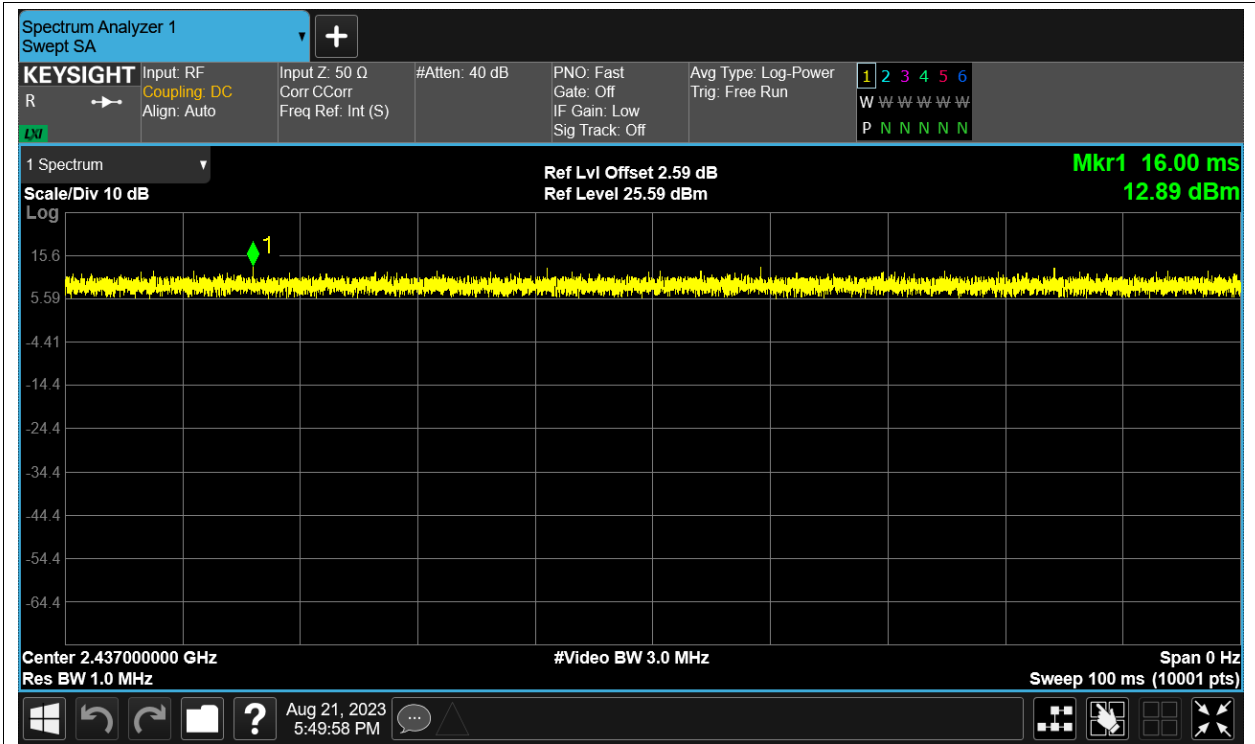 Spectrum Analyzer 1
Swept SA
KEYSIGHT
R
LXI
Input: RF
Coupling: DC
Align: Auto
Input Z: 50 Ω
Corr CCorr
Freq Ref: Int (S)
#Atten: 40 dB
PNO: Fast
Gate: Off
IF Gain: Low
Sig Track: Off
Avg Type: Log-Power
Trig: Free Run
1 2 3 4 5 6
W W W W W W
P N N N N N
1 Spectrum
Scale/Div 10 dB
Log
Ref Lvl Offset 2.59 dB
Ref Level 25.59 dBm
Mkr1 16.00 ms
12.89 dBm
1
15.6
5.59
-4.41
-14.4
-24.4
-34.4
-44.4
-54.4
-64.4
Center 2.437000000 GHz
#Video BW 3.0 MHz
Span 0 Hz
Res BW 1.0 MHz
Sweep 100 ms (10001 pts)
?
Aug 21, 2023
5:49:58 PM